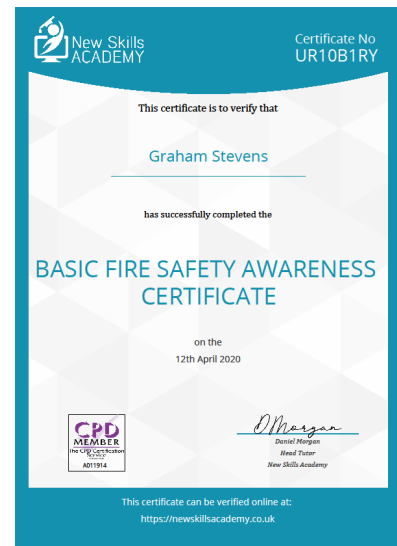 New Skills
ACADEMY
Certificate No
UR10B1RY
This certificate is to verify that
Graham Stevens
has successfully completed the
BASIC FIRE SAFETY AWARENESS
CERTIFICATE
on the
12th April 2020
CPD
MEMBER
The CPD Certification
Service
AD11914
DMorgan
Daniel Morgan
Head Tutor
New Skills Academy
This certificate can be verified online at:
https://newskillsacademy.co.uk